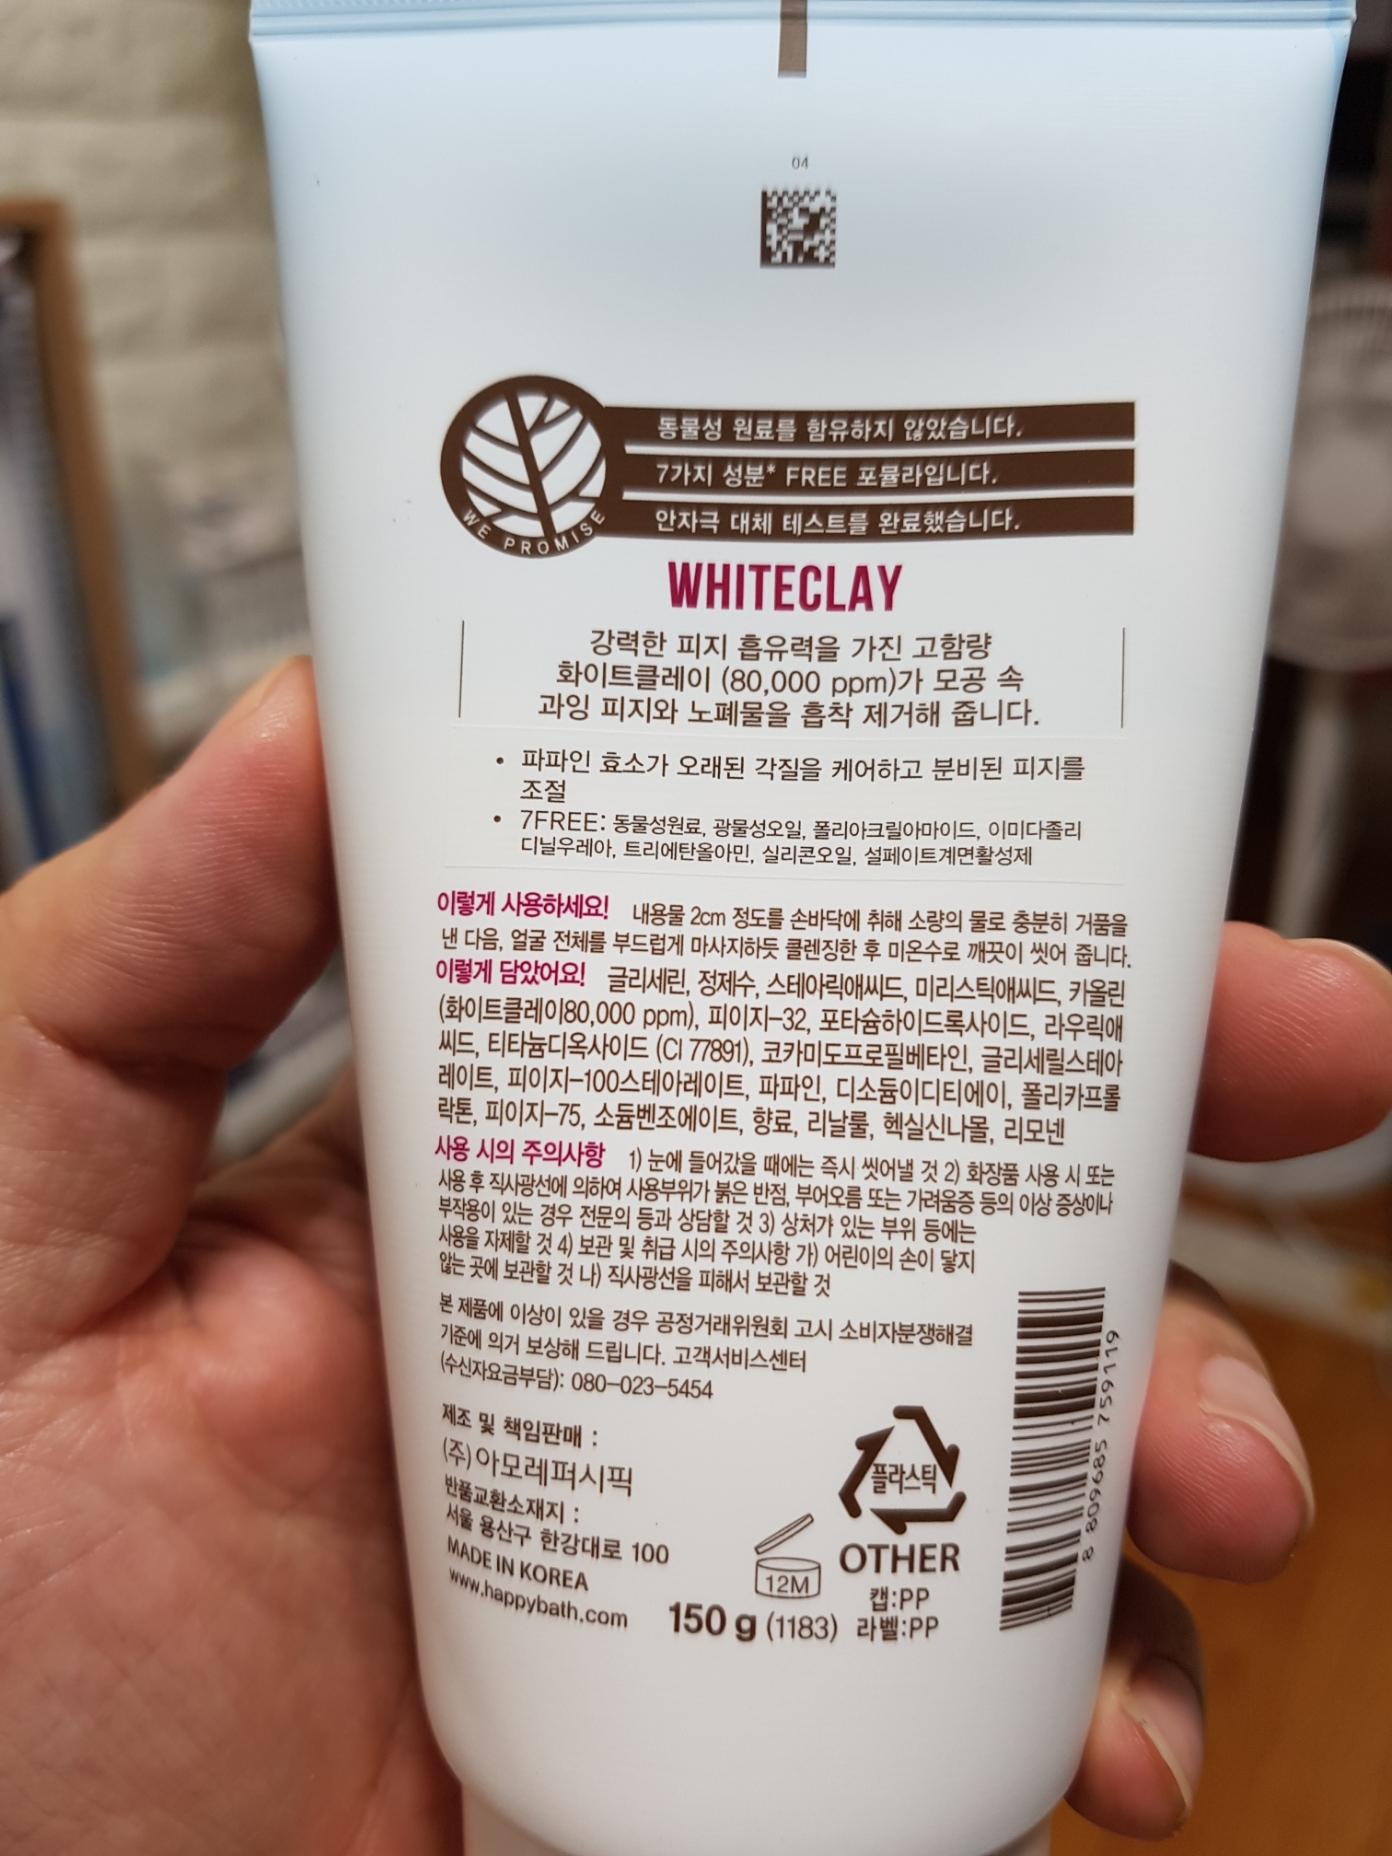 04
동물성 원료를 함유하지 않았습니다.
7가지 성분* FREE 포뮬라입니다.
안자극 대체 테스트를 완료했습니다.
WE PROMISE
WHITECLAY
강력한 피지 흡유력을 가진 고함량
화이트클레이 (80,000 ppm)가 모공 속
과잉 피지와 노폐물을 흡착 제거해 줍니다.
• 파파인 효소가 오래된 각질을 케어하고 분비된 피지를
조절
• 7FREE: 동물성원료, 광물성오일, 폴리아크릴아마이드, 이미다졸리
디닐우레아, 트리에탄올아민, 실리콘오일, 설페이트계면활성제
이렇게 사용하세요! 내용물 2cm 정도를 손바닥에 취해 소량의 물로 충분히 거품을
낸 다음, 얼굴 전체를 부드럽게 마사지하듯 클렌징한 후 미온수로 깨끗이 씻어 줍니다.
이렇게 담았어요! 글리세린, 정제수, 스테아릭애씨드, 미리스틱애씨드, 카올린
(화이트클레이80,000 ppm), 피이지-32, 포타슘하이드록사이드, 라우릭애
씨드, 티타늄디옥사이드 (CI 77891), 코카미도프로필베타인, 글리세릴스테아
레이트, 피이지-100스테아레이트, 파파인, 디소듐이디티에이, 폴리카프롤
락톤, 피이지-75, 소듐벤조에이트, 향료, 리날룰, 헥실신나몰, 리모넨
사용 시의 주의사항 1) 눈에 들어갔을 때에는 즉시 씻어낼 것 2) 화장품 사용 시 또는
사용 후 직사광선에 의하여 사용부위가 붉은 반점, 부어오름 또는 가려움증 등의 이상 증상이나
부작용이 있는 경우 전문의 등과 상담할 것 3) 상처가 있는 부위 등에는
사용을 자제할 것 4) 보관 및 취급 시의 주의사항 가) 어린이의 손이 닿지
않는 곳에 보관할 것 나) 직사광선을 피해서 보관할 것
본 제품에 이상이 있을 경우 공정거래위원회 고시 소비자분쟁해결
기준에 의거 보상해 드립니다. 고객서비스센터
(수신자요금부담): 080-023-5454
제조 및 책임판매 :
(주)아모레퍼시픽
반품교환소재지 :
서울 용산구 한강대로 100
MADE IN KOREA
www.happybath.com
12M
150 g (1183)
플라스틱
OTHER
캡:PP
라벨:PP
8 809685 759119